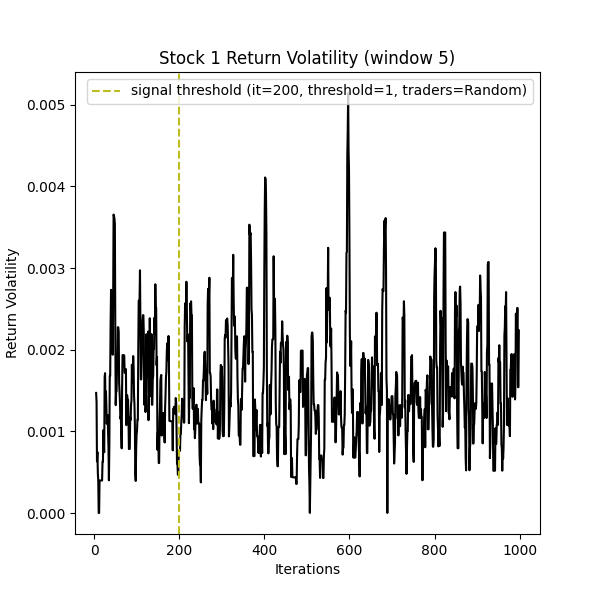 Stock 1 Return Volatility (window 5)
signal threshold (it=200, threshold=1, traders=Random)
Return Volatility
0.005
0.004
0.003
0.002
0.001
0.000
0 200 400 600 800 1000
Iterations